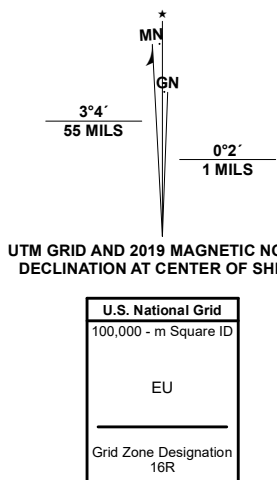 ★
MN
GN
3°4´
55 MILS
0°2´
1 MILS
UTM GRID AND 2019 MAGNETIC NO
DECLINATION AT CENTER OF SH
U.S. National Grid
100,000 - m Square ID
EU
Grid Zone Designation
16R